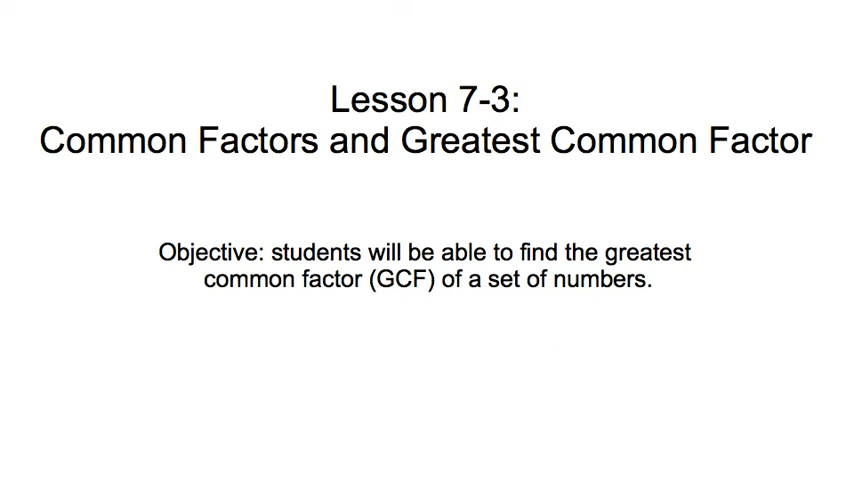 Lesson 7-3:
Common Factors and Greatest Common Factor
Objective: students will be able to find the greatest
common factor (GCF) of a set of numbers.